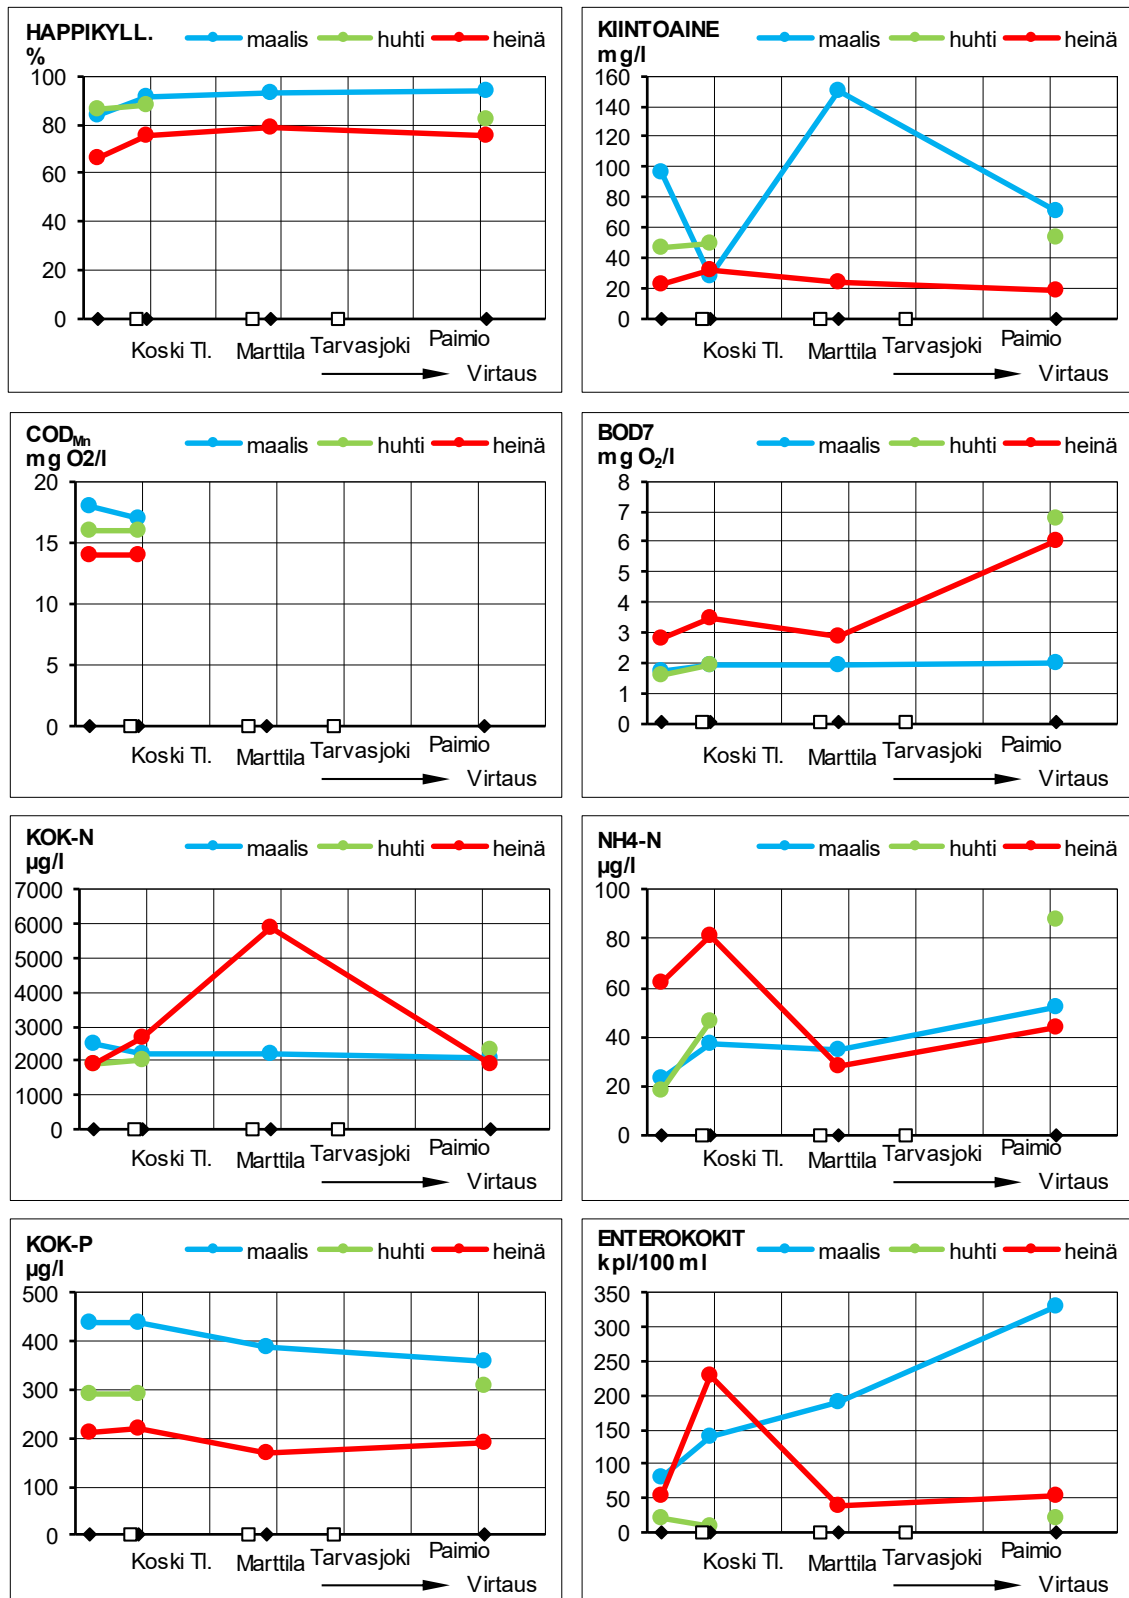 HAPPIKYLL.
%
maalis huhti heinä
100
80
60
40
20
0
Koski Tl. Marttila Tarvasjoki Paimio
Virtaus
KIINTOAINE
mg/l
maalis huhti heinä
160
140
120
100
80
60
40
20
0
Koski Tl. Marttila Tarvasjoki Paimio
Virtaus
COD Mn
mg O2/l
maalis huhti heinä
20
15
10
5
0
Koski Tl. Marttila Tarvasjoki Paimio
Virtaus
BOD7
mg O₂/l
maalis huhti heinä
8
7
6
5
4
3
2
1
0
Koski Tl. Marttila Tarvasjoki Paimio
Virtaus
KOK-N
µg/l
maalis huhti heinä
7000
6000
5000
4000
3000
2000
1000
0
Koski Tl. Marttila Tarvasjoki Paimio
Virtaus
NH4-N
µg/l
maalis huhti heinä
100
80
60
40
20
0
Koski Tl. Marttila Tarvasjoki Paimio
Virtaus
KOK-P
µg/l
maalis huhti heinä
500
400
300
200
100
0
Koski Tl. Marttila Tarvasjoki Paimio
Virtaus
ENTEROKOKIT
kpl/100 ml
maalis huhti heinä
350
300
250
200
150
100
50
0
Koski Tl. Marttila Tarvasjoki Paimio
Virtaus